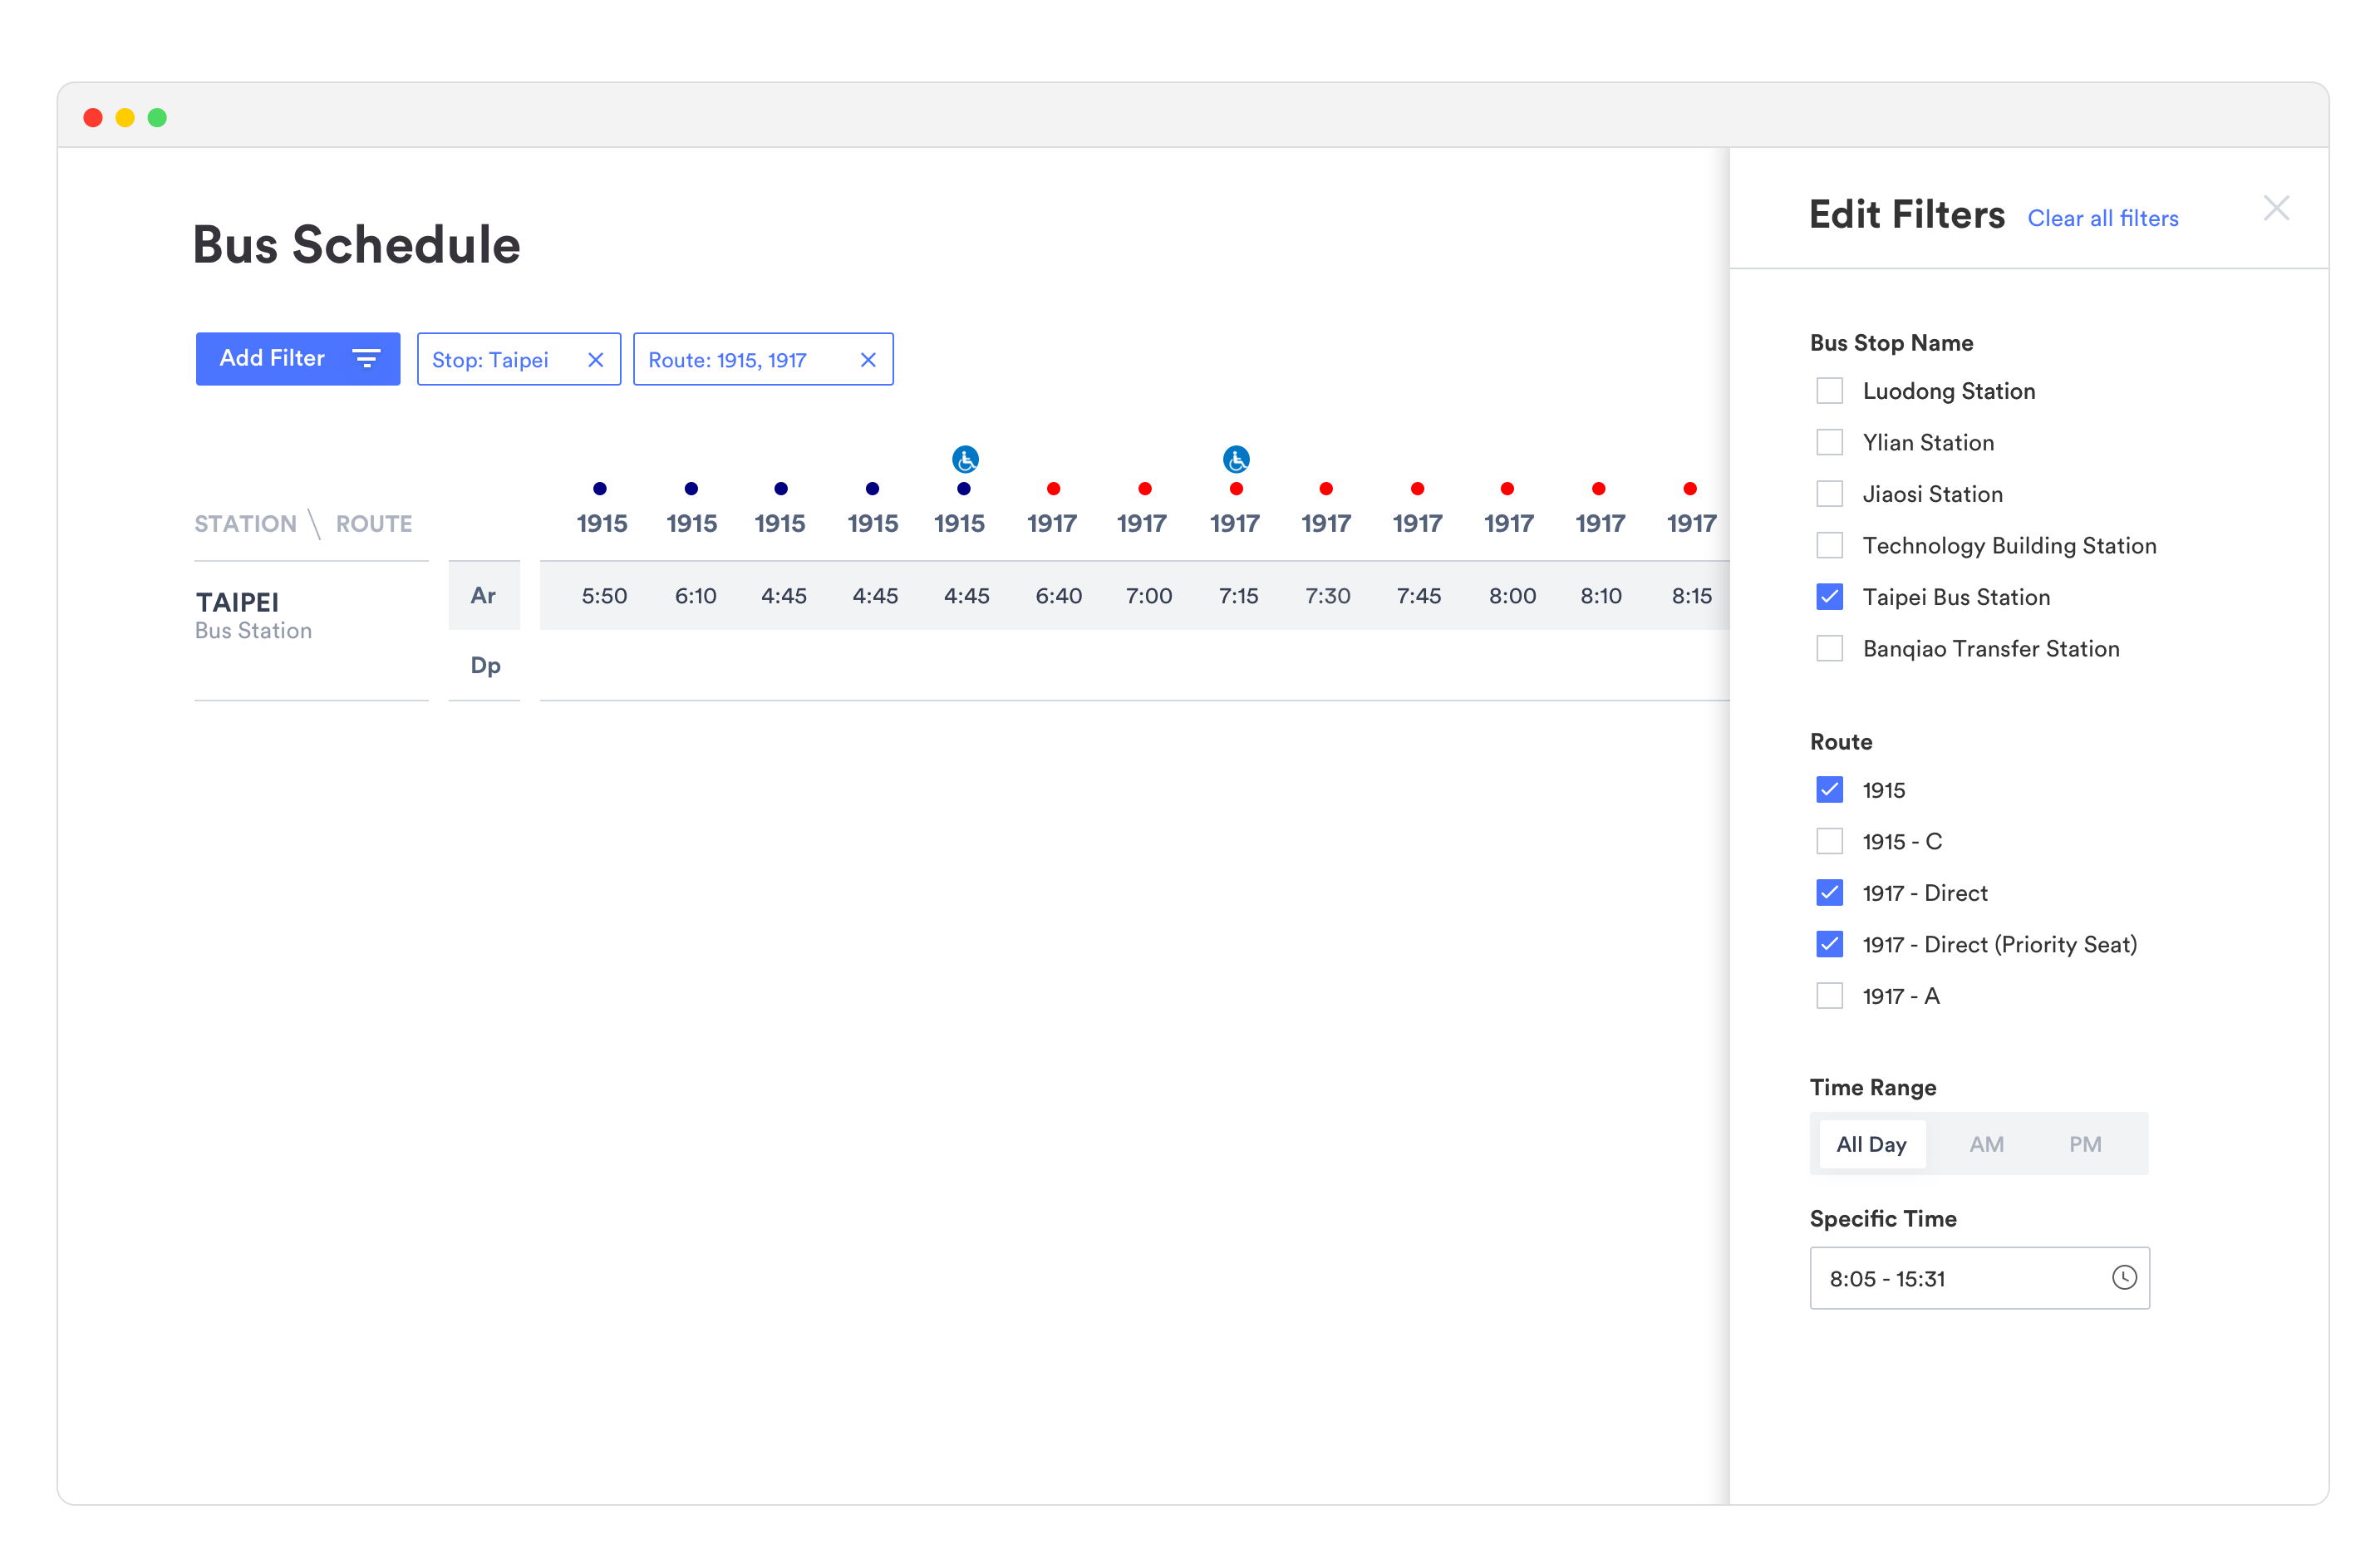 Bus Schedule
Add Filter
Stop: Taipei
Route: 1915, 1917
STATION \ ROUTE
1915 1915 1915 1915 1915 1917 1917 1917 1917 1917 1917 1917 1917
TAIPEI
Bus Station
Ar 5:50 6:10 4:45 4:45 4:45 6:40 7:00 7:15 7:30 7:45 8:00 8:10 8:15
Dp
Edit Filters Clear all filters
Bus Stop Name
Luodong Station
Ylian Station
Jiaosi Station
Technology Building Station
Taipei Bus Station
Banqiao Transfer Station
Route
1915
1915 - C
1917 - Direct
1917 - Direct (Priority Seat)
1917 - A
Time Range
All Day AM PM
Specific Time
8:05 - 15:31